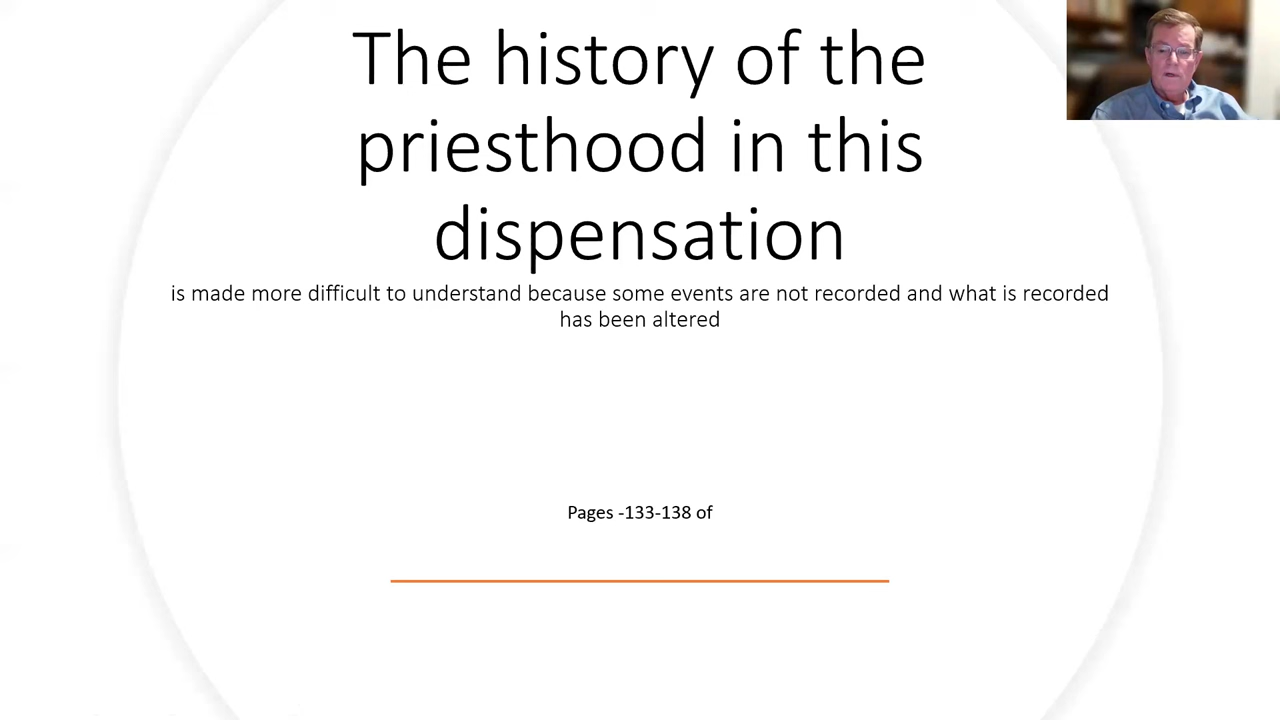 The history of the
priesthood in this
dispensation
is made more difficult to understand because some events are not recorded and what is recorded
has been altered
Pages -133-138 of